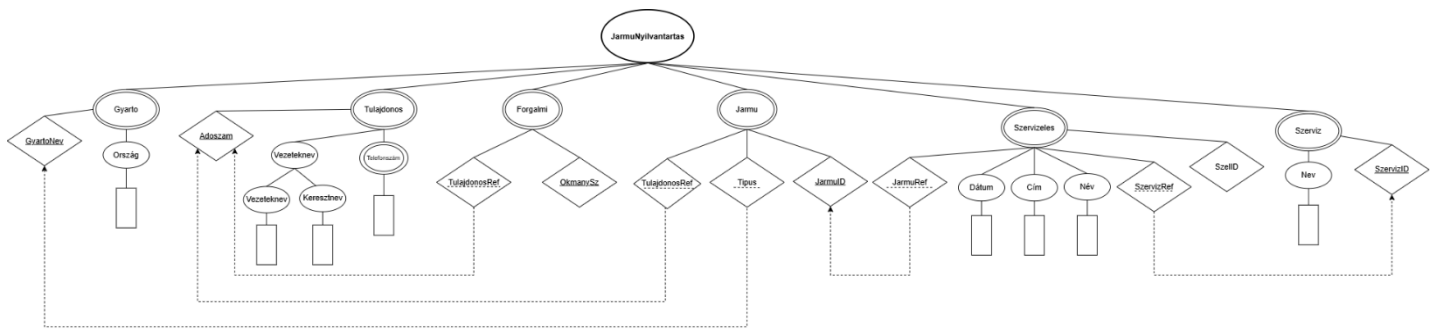 JarmuNyilvantartas
Gyarto
Tulajdonos
Forgalmi
Jarmu
Szervizeles
Szerviz
GyartoNev
Ország
Adoszam
Vezeteknev
Telefonszám
Vezeteknev
Keresztnev
TulajdonosRef
OkmanySz
TulajdonosRef
Tipus
JarmuID
JarmuRef
Dátum
Cím
Név
SzervizRef
SzelID
Nev
SzervizID